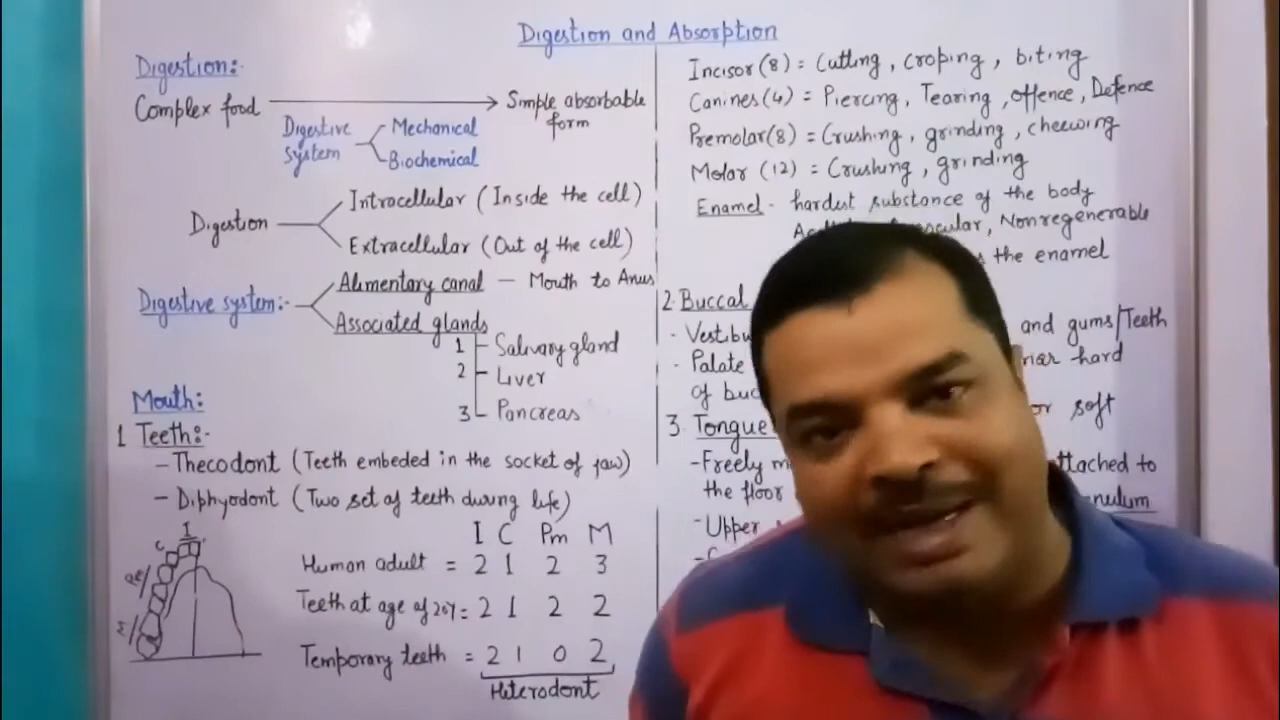 Digestion and Absorption
Digestion:-
Complex food → Simple absorbable form
Digestive system
Mechanical
Biochemical
Digestion
Intracellular (Inside the cell)
Extracellular (Out of the cell)
Digestive system:-
Alimentary canal — Mouth to Anus
Associated glands
1 Salivary gland
2 Liver
3 Pancreas
Mouth:
1 Teeth:-
- Thecodont (Teeth embeded in the socket of jaw)
- Diphyodont (Two set of teeth during life)
I C Pm M
Human adult = 2 1 2 3
Teeth at age of 20Y = 2 1 2 2
Temporary teeth = 2 1 0 2
Heterodont
I
C
M
Incisor (8) = Cutting, croping, biting
Canines (4) = Piercing, Tearing, offence, Defence
Premolar (8) = Crushing, grinding, cheewing
Molar (12) = Crushing, grinding
Enamel - hardest substance of the body
Nonregenerable
the enamel
2. Buccal
- and gums/Teeth
- Palate hard
of
soft
3. Tongue
- Freely attached to
the floor
- Upper